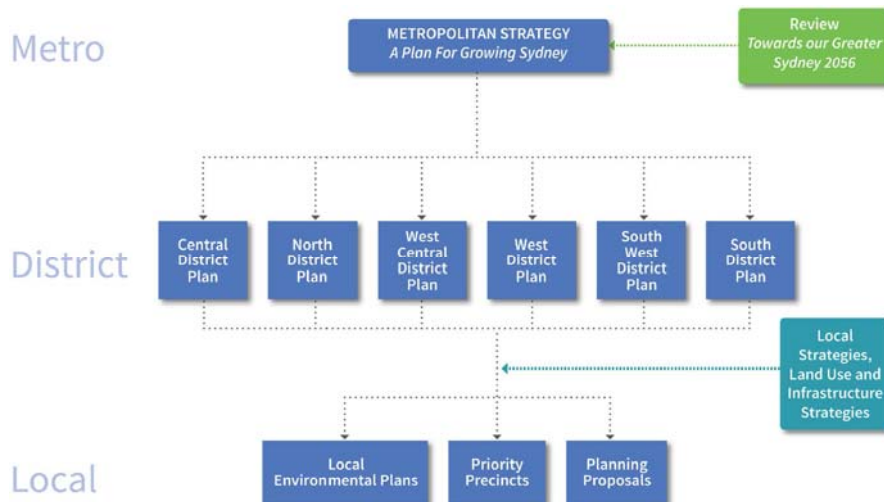 Metro
METROPOLITAN STRATEGY
A Plan For Growing Sydney
Review
Towards our Greater
Sydney 2056
District
Central
District
Plan
North
District
Plan
West
Central
District
Plan
West
District
Plan
South
West
District
Plan
South
District
Plan
Local
Strategies,
Land Use and
Infrastructure
Strategies
Local
Local
Environmental Plans
Priority
Precincts
Planning
Proposals